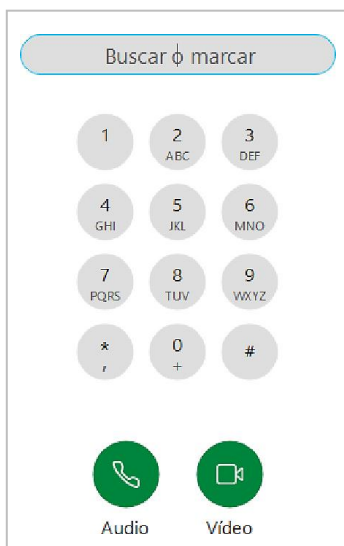 Buscar o marcar
1 2 3
ABC DEF
4 5 6
GHI JKL MNO
7 8 9
PQRS TUV WXYZ
* 0 #
, +
Audio Vídeo